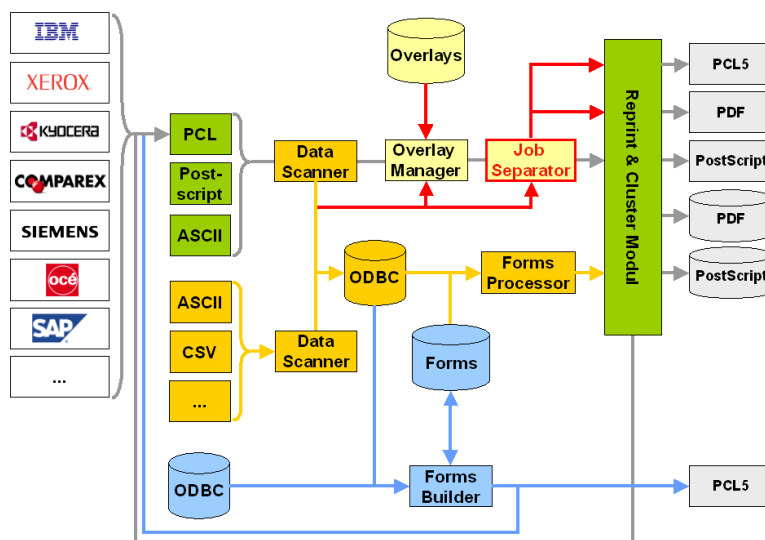 IBM
XEROX
KYOCERA
COMPAREX
SIEMENS
océ
SAP
...
PCL
Post-
script
ASCII
ASCII
CSV
...
ODBC
Data
Scanner
Data
Scanner
Overlays
Overlay
Manager
Job
Separator
ODBC
Forms
Processor
Forms
Forms
Builder
Reprint & Cluster Modul
PCL5
PDF
PostScript
PDF
PostScript
PCL5